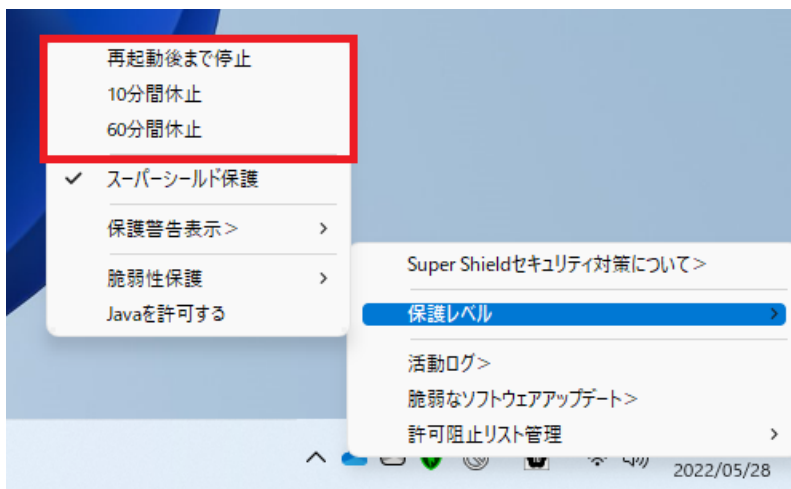 再起動後まで停止
10分間休止
60分間休止
スーパーシールド保護
保護警告表示>
脆弱性保護
Javaを許可する
Super Shieldセキュリティ対策について>
保護レベル
活動ログ>
脆弱なソフトウェアアップデート>
許可阻止リスト管理
2022/05/28